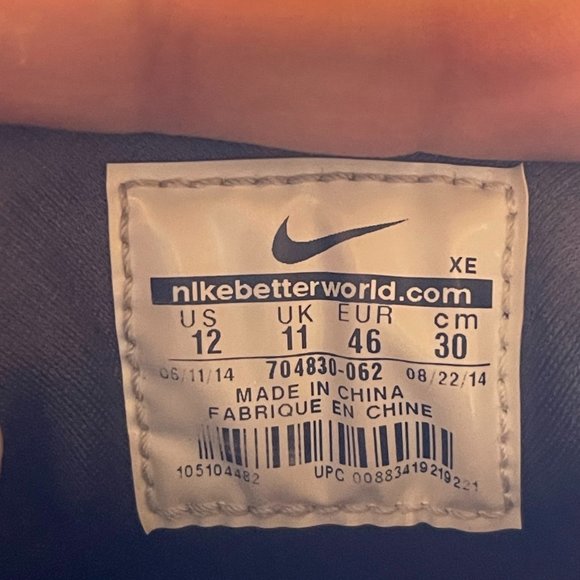 XE
nikebetterworld.com
US UK EUR cm
12 11 46 30
06/11/14 704830-062 08/22/14
MADE IN CHINA
FABRIQUE EN CHINE
105104482 UPC 00883419219221